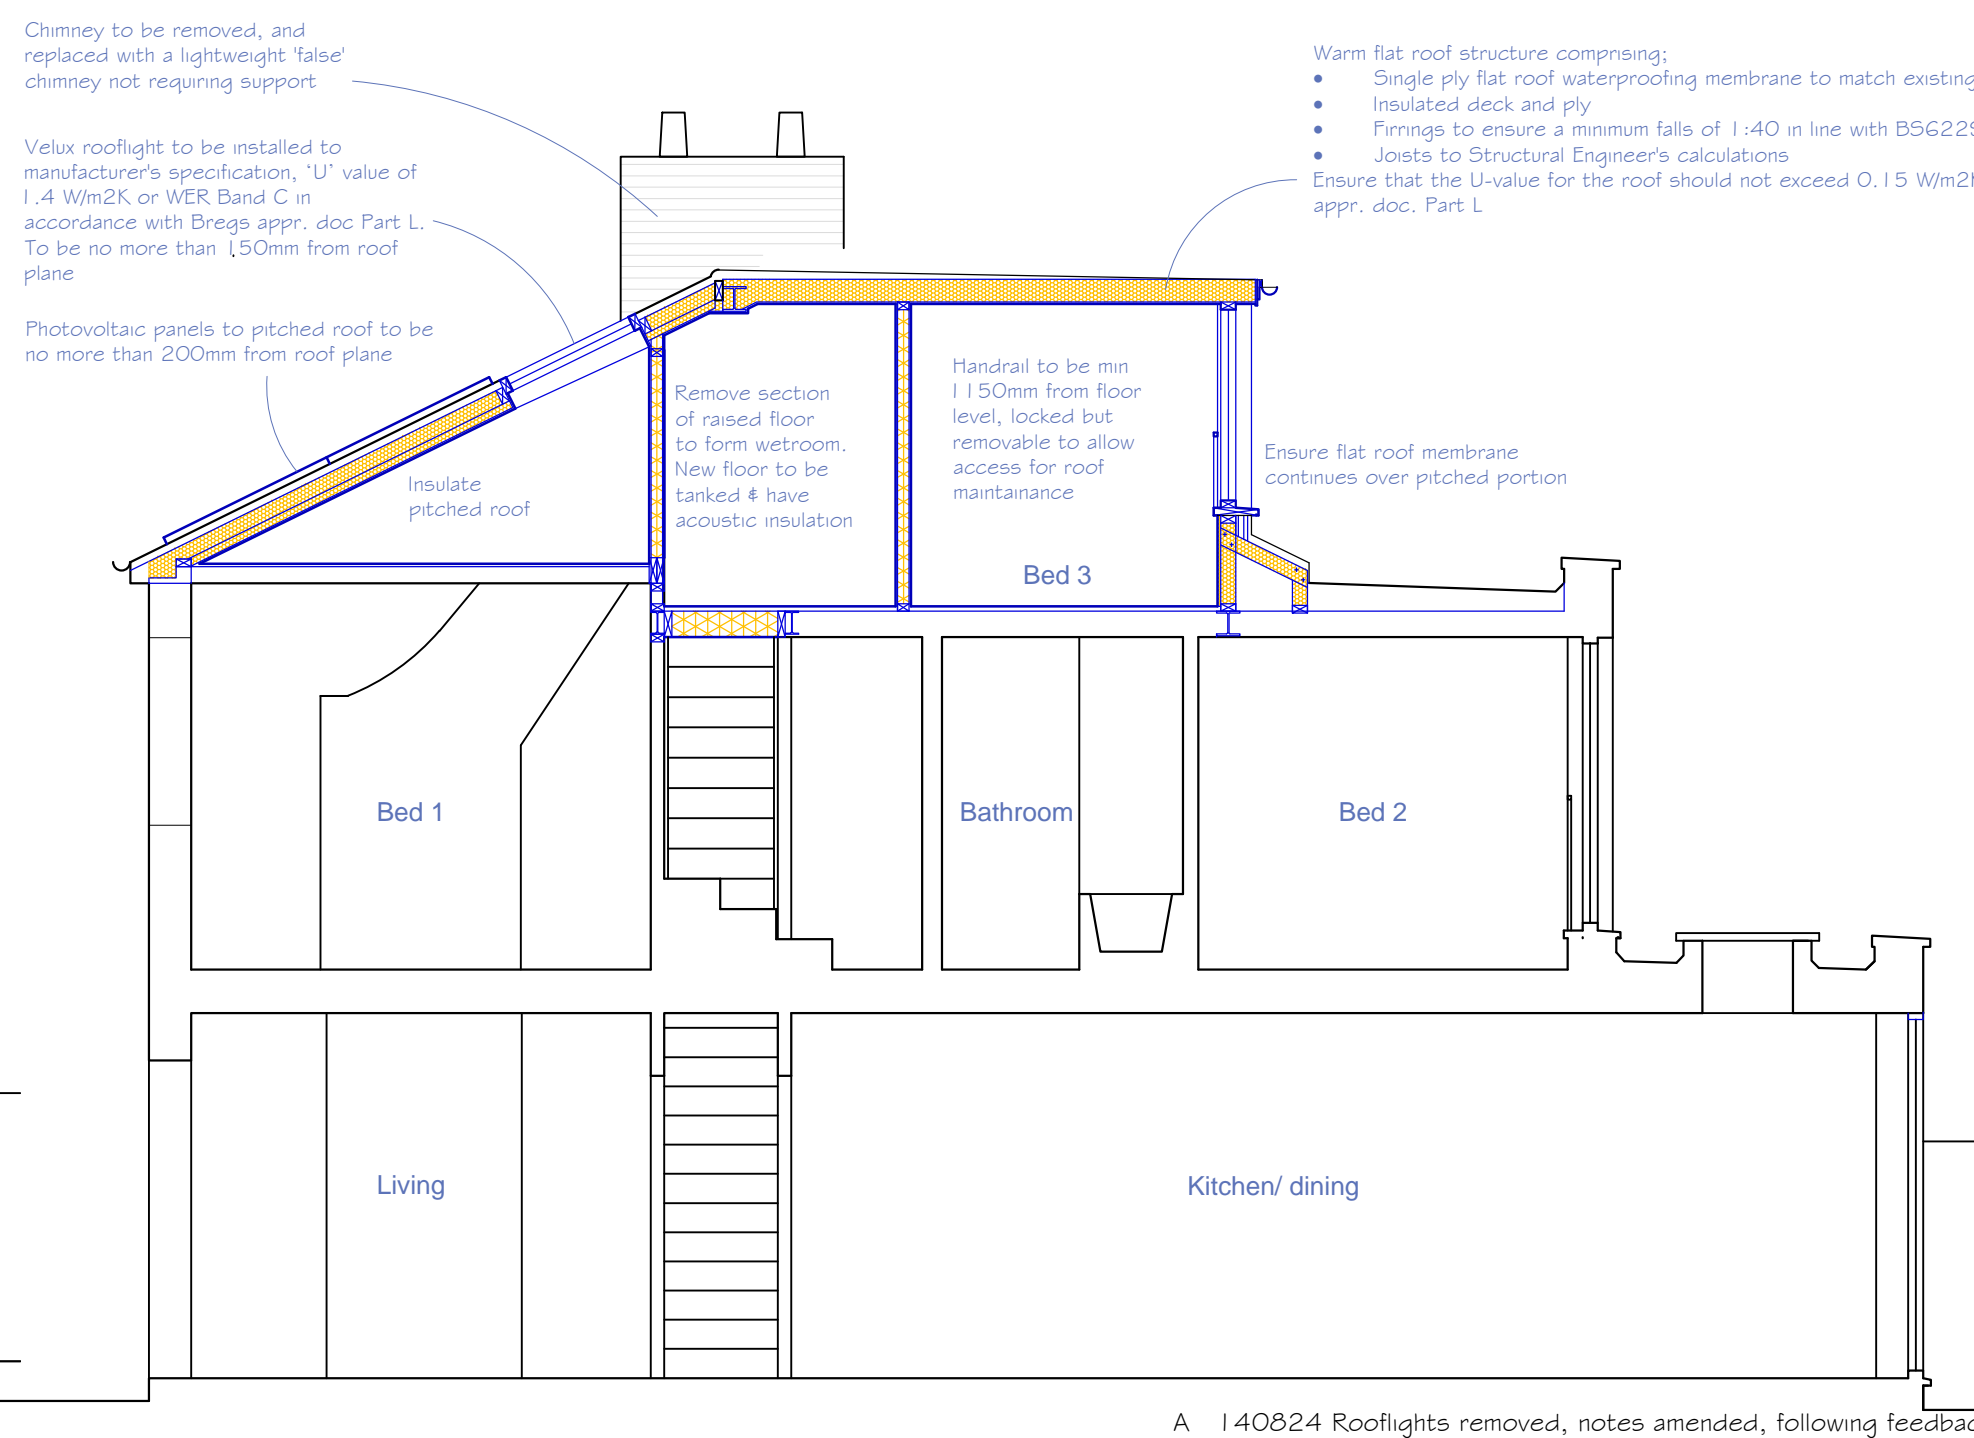 Chimney to be removed, and
replaced with a lightweight 'false'
chimney not requiring support
Velux rooflight to be installed to
manufacturer's specification, 'U' value of
1.4 W/m2K or WER Band C in
accordance with Bregs appr. doc Part L.
To be no more than 150mm from roof
plane
Photovoltaic panels to pitched roof to be
no more than 200mm from roof plane
Warm flat roof structure comprising;
• Single ply flat roof waterproofing membrane to match existing
• Insulated deck and ply
• Firrings to ensure a minimum falls of 1:40 in line with BS6229
• Joists to Structural Engineer's calculations
Ensure that the U-value for the roof should not exceed 0.15 W/m2K
appr. doc. Part L
Insulate
pitched roof
Remove section
of raised floor
to form wetroom.
New floor to be
tanked & have
acoustic insulation
Handrail to be min
1150mm from floor
level, locked but
removable to allow
access for roof
maintainance
Ensure flat roof membrane
continues over pitched portion
Bed 3
Bed 1
Bathroom
Bed 2
Living
Kitchen/ dining
A 140824 Rooflights removed, notes amended, following